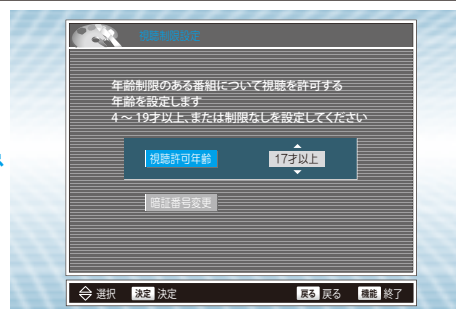 視聴制限設定
年齢制限のある番組について視聴を許可する
年齢を設定します
4～19才以上、または制限なしを設定してください
視聴許可年齢 17才以上
暗証番号変更
選択 決定 決定 戻る 戻る 機能 終了